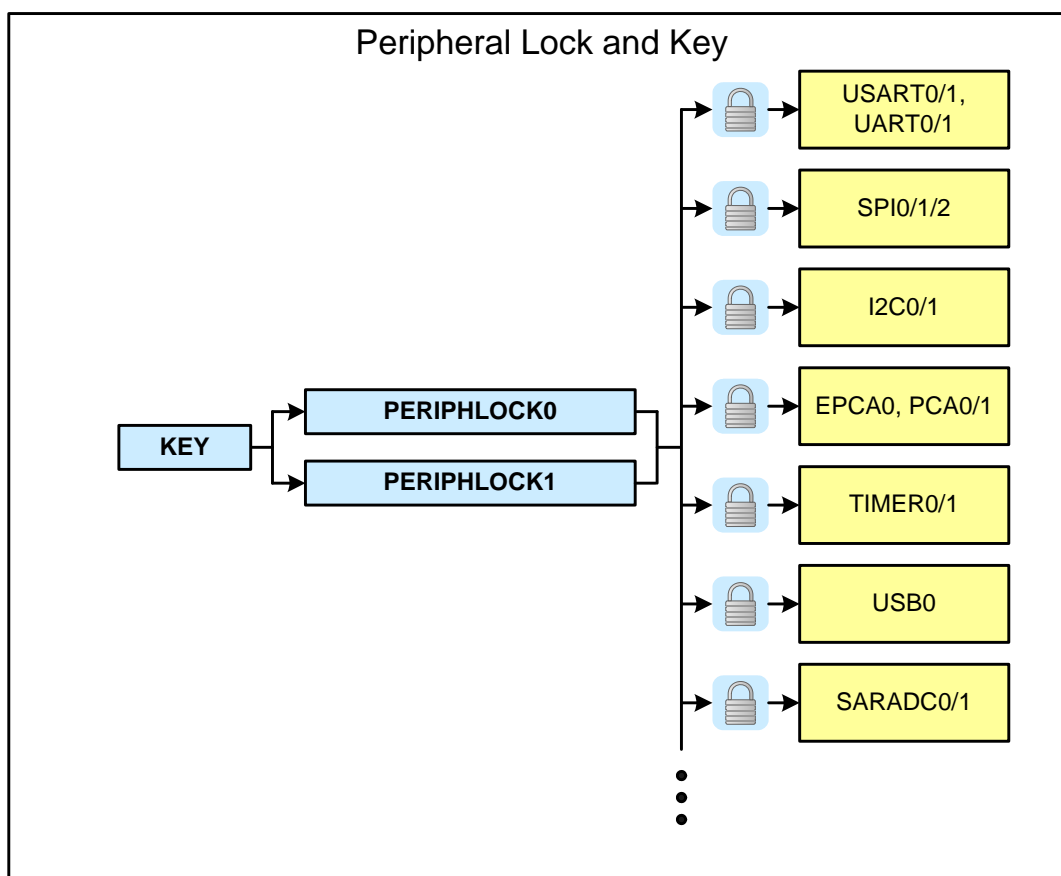 Peripheral Lock and Key
USART0/1,
UART0/1
SPI0/1/2
I2C0/1
EPCA0, PCA0/1
TIMER0/1
USB0
SARADC0/1
KEY
PERIPHLOCK0
PERIPHLOCK1